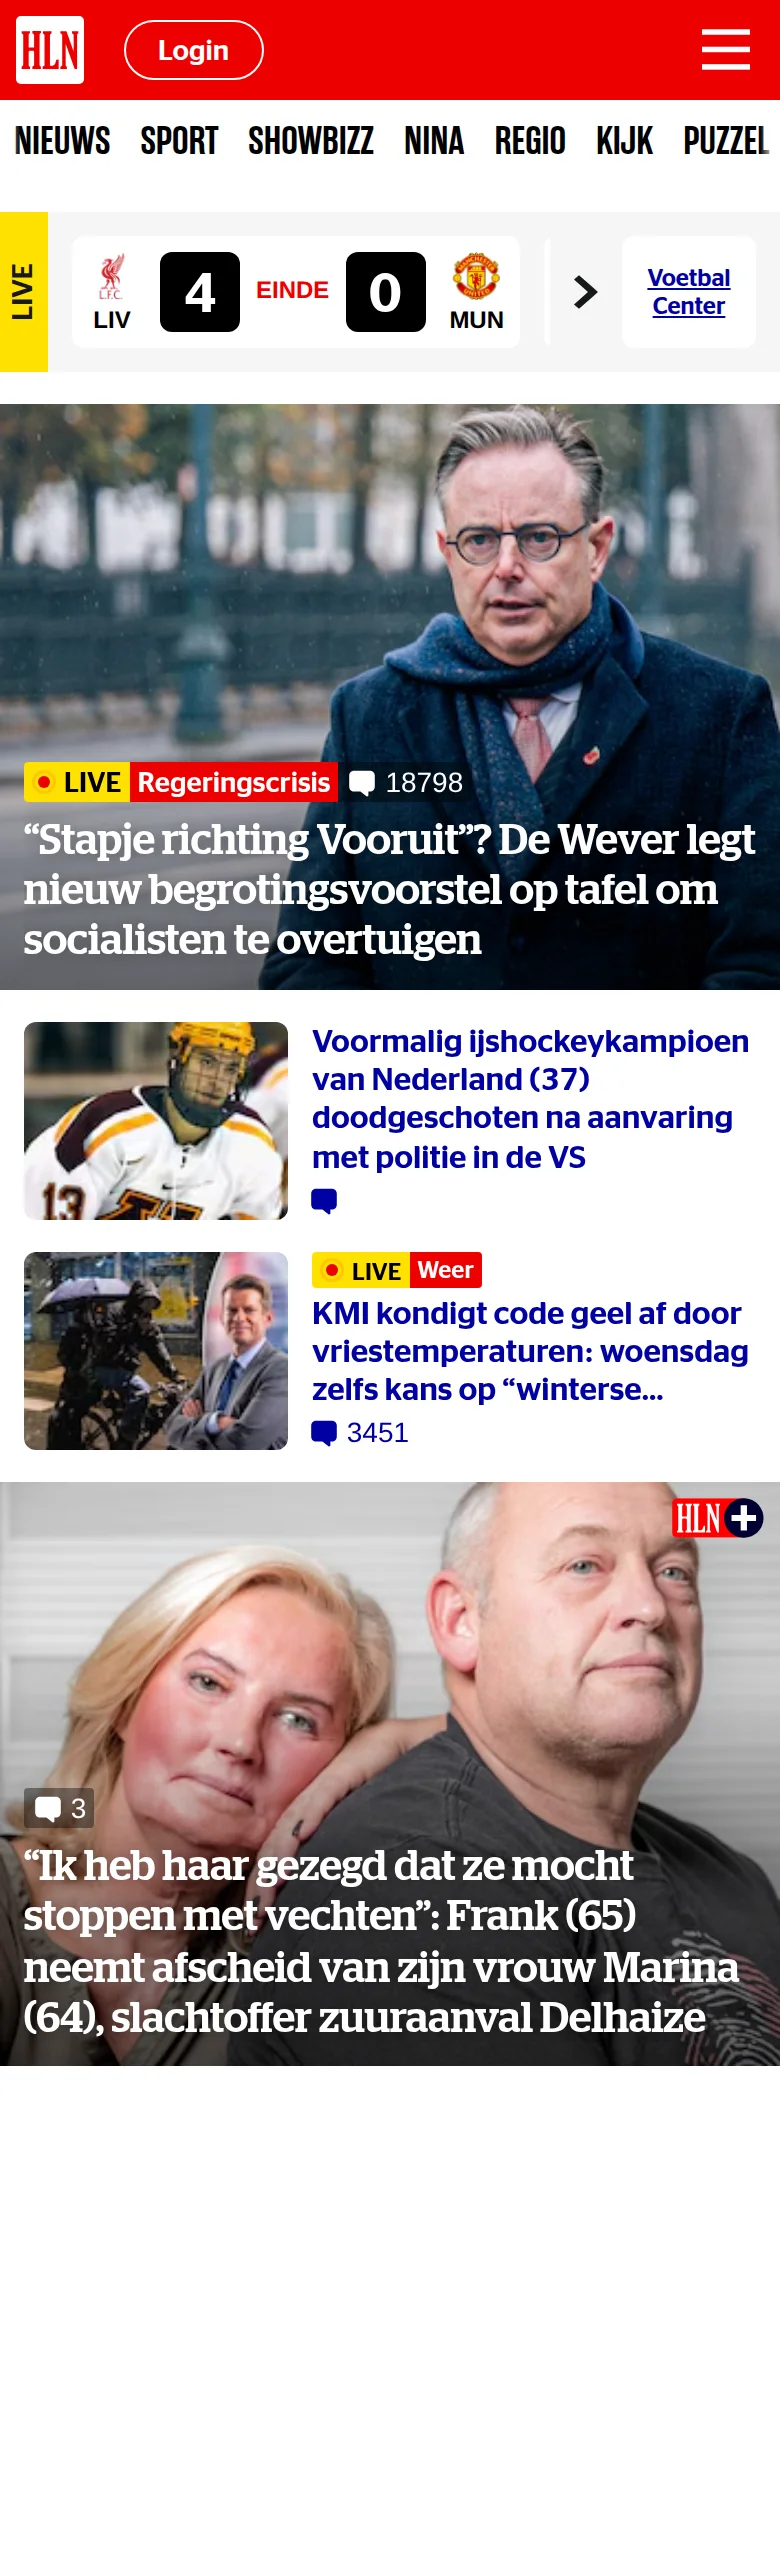 HLN
Login
NIEUWS SPORT SHOWBIZZ NINA REGIO KIJK PUZZEL
LIVE
L.F.C.
LIV
4
EINDE
0
MANCHESTER
UNITED
MUN
Voetbal
Center
LIVE Regeringscrisis 18798
“Stapje richting Vooruit”? De Wever legt
nieuw begrotingsvoorstel op tafel om
socialisten te overtuigen
13
Voormalig ijshockeykampioen
van Nederland (37)
doodgeschoten na aanvaring
met politie in de VS
LIVE Weer
KMI kondigt code geel af door
vriestemperaturen: woensdag
zelfs kans op “winterse...
3451
HLN+
3
“Ik heb haar gezegd dat ze mocht
stoppen met vechten”: Frank (65)
neemt afscheid van zijn vrouw Marina
(64), slachtoffer zuuraanval Delhaize